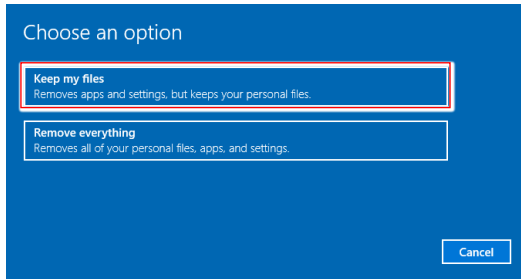 Choose an option
Keep my files
Removes apps and settings, but keeps your personal files.
Remove everything
Removes all of your personal files, apps, and settings.
Cancel